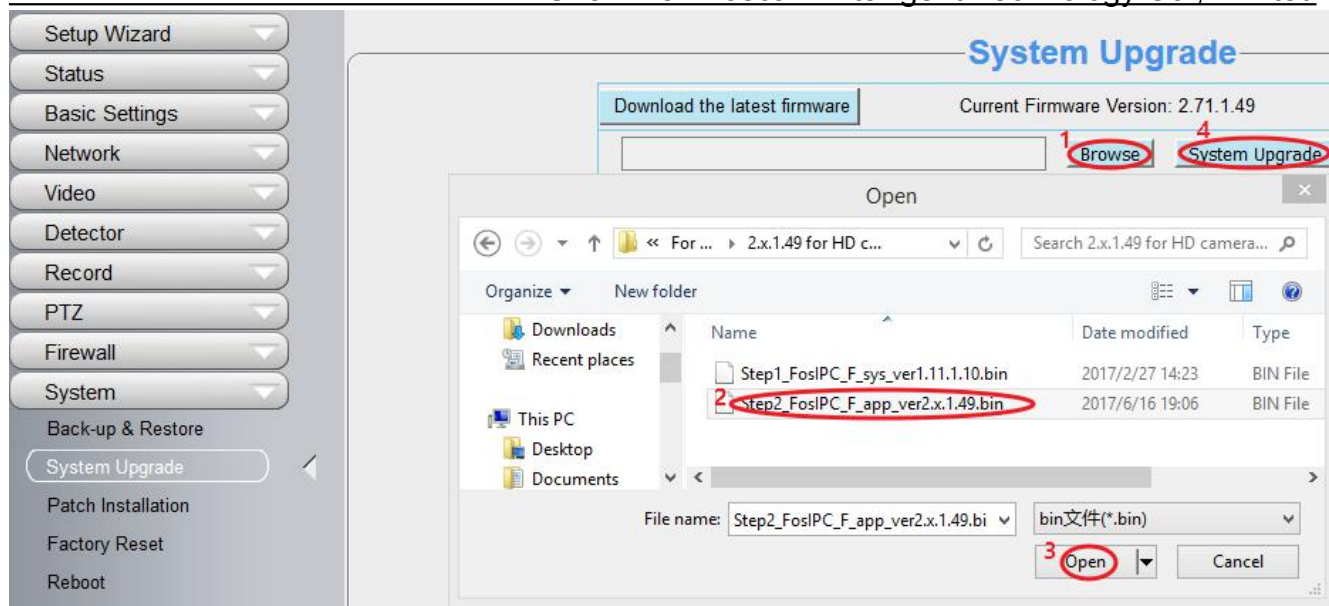 Setup Wizard
Status
Basic Settings
Network
Video
Detector
Record
PTZ
Firewall
System
Back-up & Restore
System Upgrade
Patch Installation
Factory Reset
Reboot
System Upgrade
Download the latest firmware Current Firmware Version: 2.71.1.49
1 Browse 4 System Upgrade
Open
« For ... 2.x.1.49 for HD c... Search 2.x.1.49 for HD camera...
Organize New folder
Downloads
Recent places
This PC
Desktop
Documents
Name Date modified Type
Step1_FosIPC_F_sys_ver1.11.1.10.bin 2017/2/27 14:23 BIN File
2 Step2_FosIPC_F_app_ver2.x.1.49.bin 2017/6/16 19:06 BIN File
File name: Step2_FosIPC_F_app_ver2.x.1.49.bi bin文件(*.bin)
3 Open Cancel